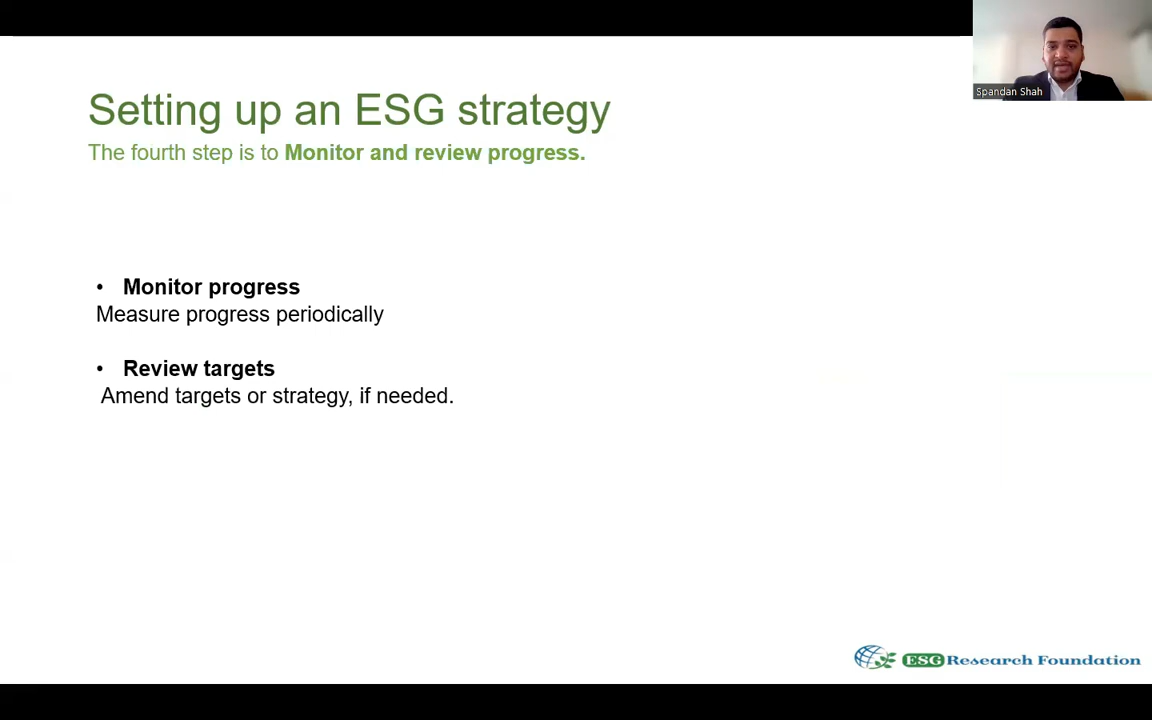 Spandan Shah
Setting up an ESG strategy
The fourth step is to Monitor and review progress.
• Monitor progress
Measure progress periodically
• Review targets
Amend targets or strategy, if needed.
ESG Research Foundation